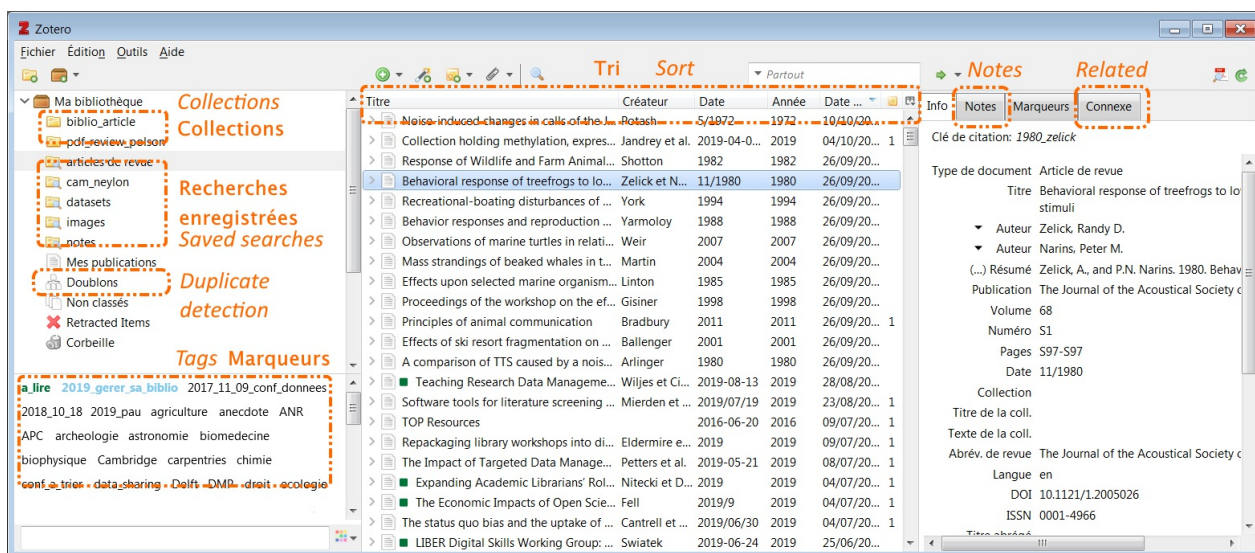 Zotero
Fichier Édition Outils Aide
Tri Sort
Partout
Notes Related
Ma bibliothèque
biblio_article
pdf_review_polson
articles de revue
cam_neylon
datasets
images
notes
Mes publications
Doublons
Non classés
Retracted Items
Corbeille
Collections
Collections
Recherches
enregistrées
Saved searches
Duplicate
detection
Tags Marqueurs
a_lire 2019_gerer_sa_biblio 2017_11_09_conf_donnees
2018_10_18 2019_pau agriculture anecdote ANR
APC archeologie astronomie biomedecine
biophysique Cambridge carpentries chimie
conf_a_trier data_sharing Delft DMP droit ecologie
Titre Créateur Date Année Date ...
Noise-induced changes in calls of the J... Potash 5/1972 1972 10/10/20...
Collection holding methylation, expres... Jandrey et al. 2019-04-0... 2019 04/10/20... 1
Response of Wildlife and Farm Animal... Shotton 1982 1982 26/09/20...
Behavioral response of treefrogs to lo... Zelick et N... 11/1980 1980 26/09/20...
Recreational-boating disturbances of ... York 1994 1994 26/09/20...
Behavior responses and reproduction ... Yarmoloy 1988 1988 26/09/20...
Observations of marine turtles in relati... Weir 2007 2007 26/09/20...
Mass strandings of beaked whales in t... Martin 2004 2004 26/09/20...
Effects upon selected marine organism... Linton 1985 1985 26/09/20...
Proceedings of the workshop on the ef... Gisiner 1998 1998 26/09/20...
Principles of animal communication Bradbury 2011 2011 26/09/20... 1
Effects of ski resort fragmentation on ... Ballenger 2001 2001 26/09/20...
A comparison of TTS caused by a nois... Arlinger 1980 1980 26/09/20...
Teaching Research Data Manageme... Wiljes et Ci... 2019-08-13 2019 28/08/20...
Software tools for literature screening ... Mierden et ... 2019/07/19 2019 23/08/20... 1
TOP Resources 2016-06-20 2016 09/07/20... 1
Repackaging library workshops into di... Eldermire e... 2019 2019 09/07/20... 1
The Impact of Targeted Data Manage... Petters et al. 2019-05-21 2019 08/07/20... 1
Expanding Academic Librarians' Rol... Nitecki et D... 2019 2019 04/07/20... 1
The Economic Impacts of Open Scie... Fell 2019/9 2019 04/07/20... 1
The status quo bias and the uptake of ... Cantrell et ... 2019/06/30 2019 04/07/20... 1
LIBER Digital Skills Working Group: ... Swiatek 2019-06-24 2019 25/06/20...
Info Notes Marqueurs Connexe
Clé de citation: 1980_zelick
Type de document Article de revue
Titre Behavioral response of treefrogs to lo
stimuli
Auteur Zelick, Randy D.
Auteur Narins, Peter M.
(...) Résumé Zelick, A., and P.N. Narins. 1980. Behav
Publication The Journal of the Acoustical Society c
Volume 68
Numéro S1
Pages S97-S97
Date 11/1980
Collection
Titre de la coll.
Texte de la coll.
Abrév. de revue The Journal of the Acoustical Society c
Langue en
DOI 10.1121/1.2005026
ISSN 0001-4966
Titre abrégé